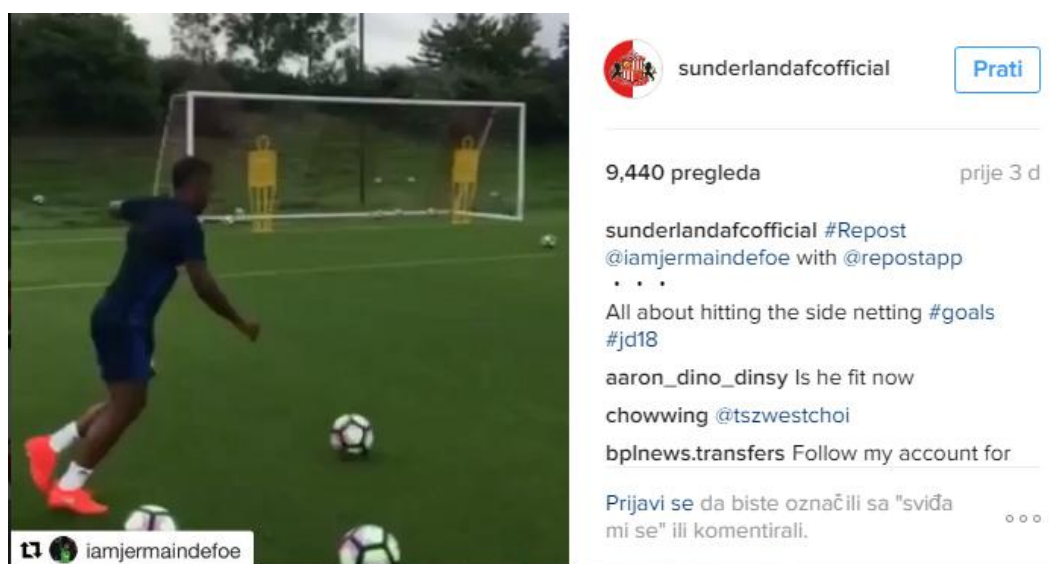 sunderlandafcofficial
Prati
9,440 pregleda
prije 3 d
sunderlandafcofficial #Repost
@iamjermaindefoe with @repostapp
· · ·
All about hitting the side netting #goals
#jd18
aaron_dino_dinsy Is he fit now
chowwing @tszwestchoi
bplnews.transfers Follow my account for
Prijavi se da biste označili sa "sviđa
mi se" ili komentirali.
iamjermaindefoe